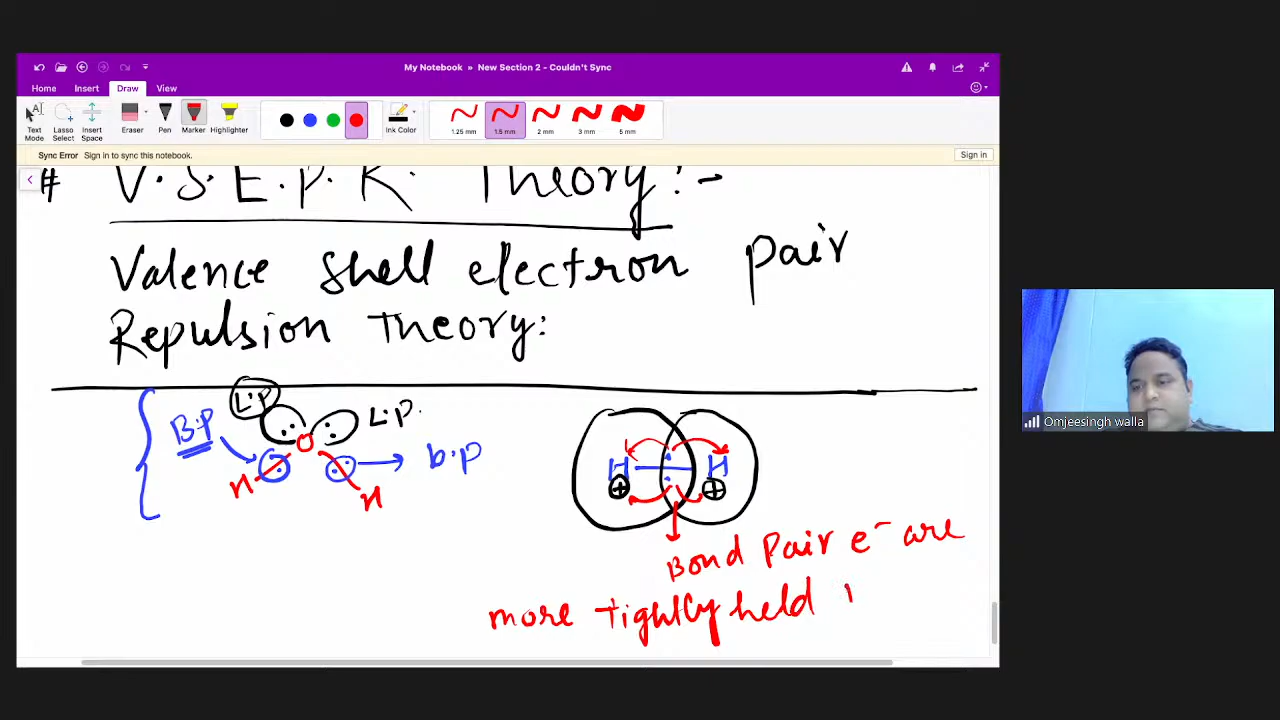 My Notebook » New Section 2 - Couldn't Sync
Home Insert Draw View
Text Mode
Lasso Select
Insert Space
Eraser
Pen
Marker
Highlighter
Ink Color
1.25 mm
1.5 mm
2 mm
3 mm
5 mm
Sync Error Sign in to sync this notebook.
Sign in
# V.S.E.P.R. Theory:-
Valence shell electron pair
Repulsion Theory:
L.P
L.P.
B.P
O
b.p
H H
H H
+ +
Bond Pair e⁻ are
more tightly held
Omjeesingh walla